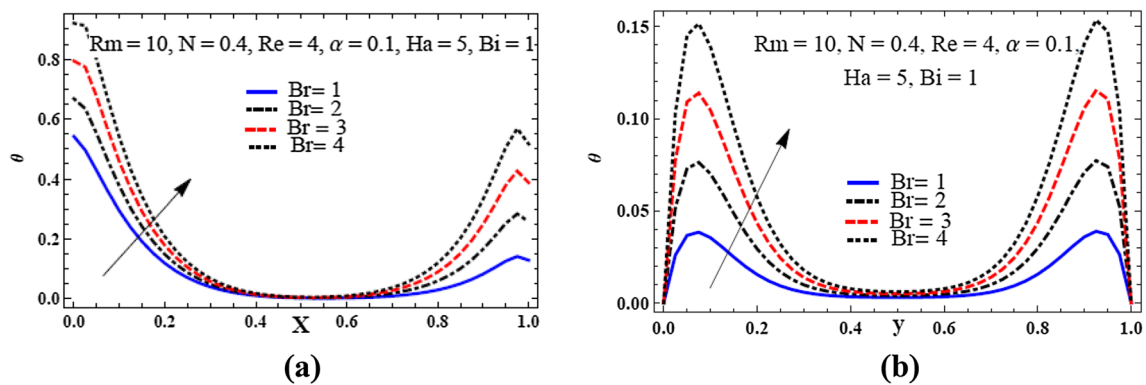 Rm = 10, N = 0.4, Re = 4, α = 0.1, Ha = 5, Bi = 1
Br= 1
Br= 2
Br = 3
Br= 4
θ
0.8
0.6
0.4
0.2
0.0
0.0 0.2 0.4 0.6 0.8 1.0
X
(a)
Rm = 10, N = 0.4, Re = 4, α = 0.1,
Ha = 5, Bi = 1
Br= 1
Br= 2
Br = 3
Br= 4
θ
0.15
0.10
0.05
0.00
0.0 0.2 0.4 0.6 0.8 1.0
y
(b)